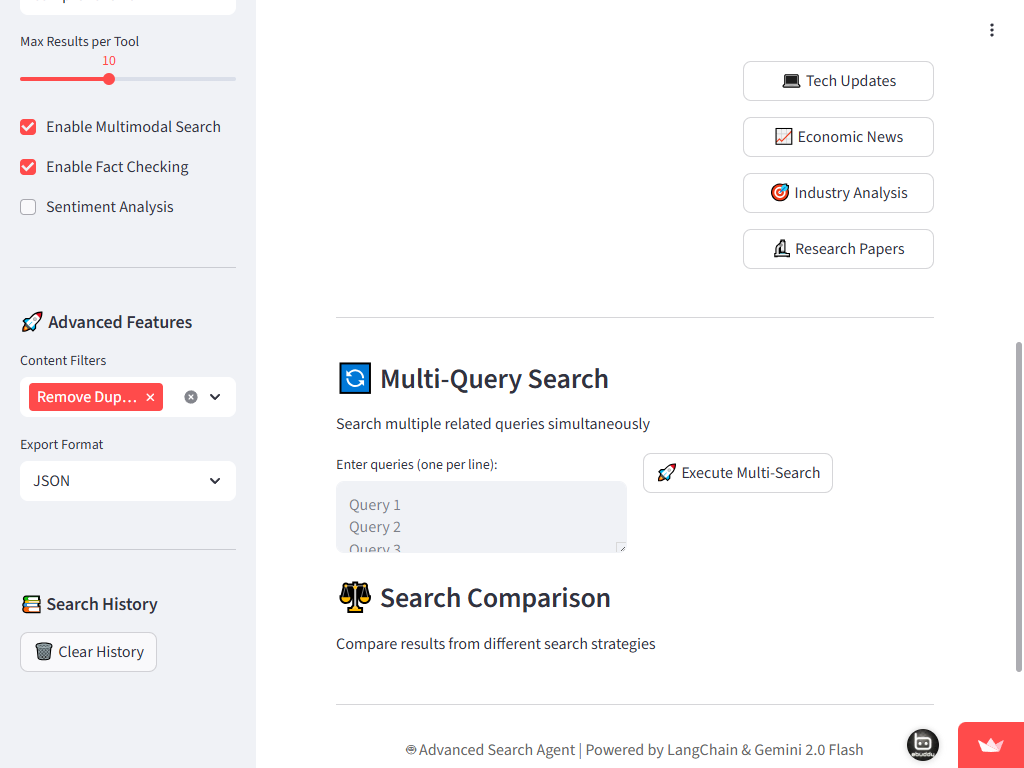 Max Results per Tool
10
Enable Multimodal Search
Enable Fact Checking
Sentiment Analysis
Advanced Features
Content Filters
Remove Dup...
Export Format
JSON
Search History
Clear History
Tech Updates
Economic News
Industry Analysis
Research Papers
Multi-Query Search
Search multiple related queries simultaneously
Enter queries (one per line):
Query 1
Query 2
Query 3
Execute Multi-Search
Search Comparison
Compare results from different search strategies
Advanced Search Agent | Powered by LangChain & Gemini 2.0 Flash